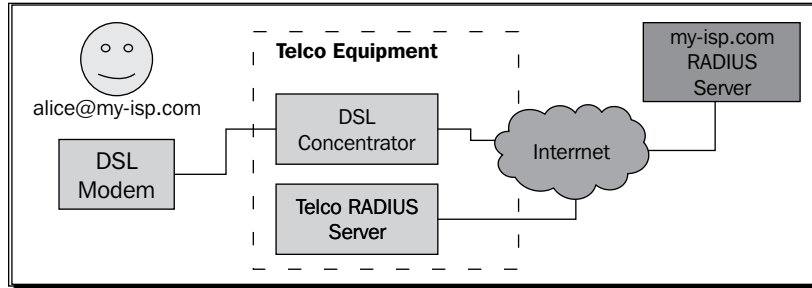 Telco Equipment
my-isp.com
RADIUS
Server
alice@my-isp.com
DSL
Concentrator
DSL
Modem
Internet
Telco RADIUS
Server